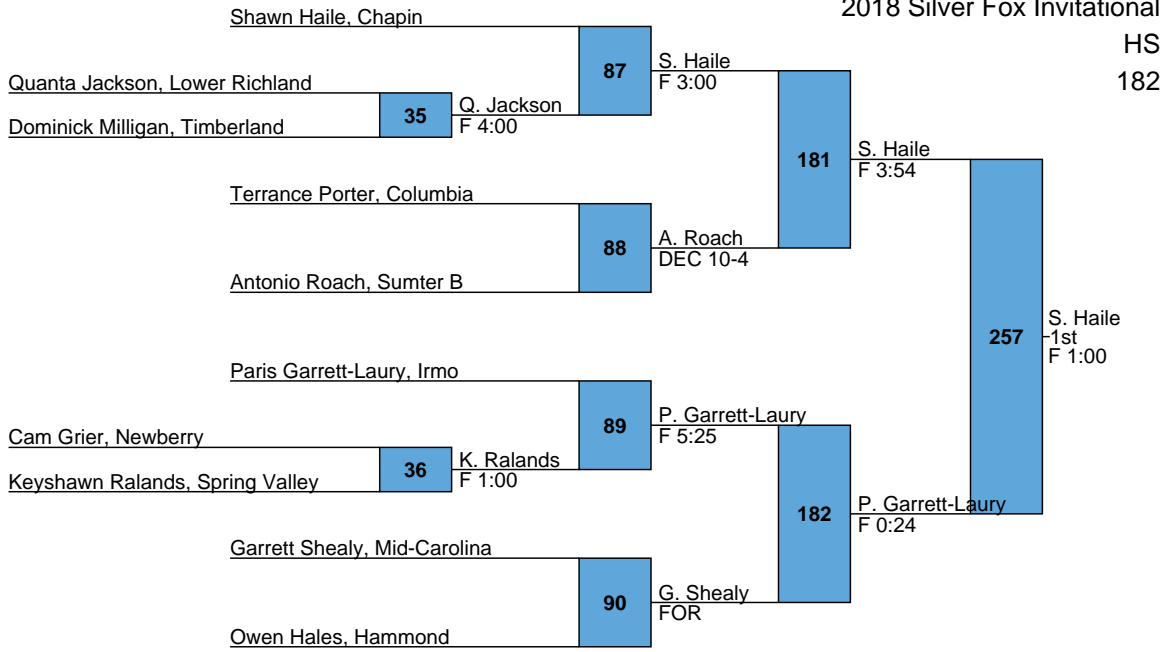 2018 Silver Fox Invitational
HS
182
Shawn Haile, Chapin
87
S. Haile
F 3:00
Quanta Jackson, Lower Richland
35
Q. Jackson
F 4:00
Dominick Milligan, Timberland
181
S. Haile
F 3:54
Terrance Porter, Columbia
88
A. Roach
DEC 10-4
Antonio Roach, Sumter B
257
S. Haile
1st
F 1:00
Paris Garrett-Laury, Irmo
89
P. Garrett-Laury
F 5:25
Cam Grier, Newberry
36
K. Ralands
F 1:00
Keyshawn Ralands, Spring Valley
182
P. Garrett-Laury
F 0:24
Garrett Shealy, Mid-Carolina
90
G. Shealy
FOR
Owen Hales, Hammond